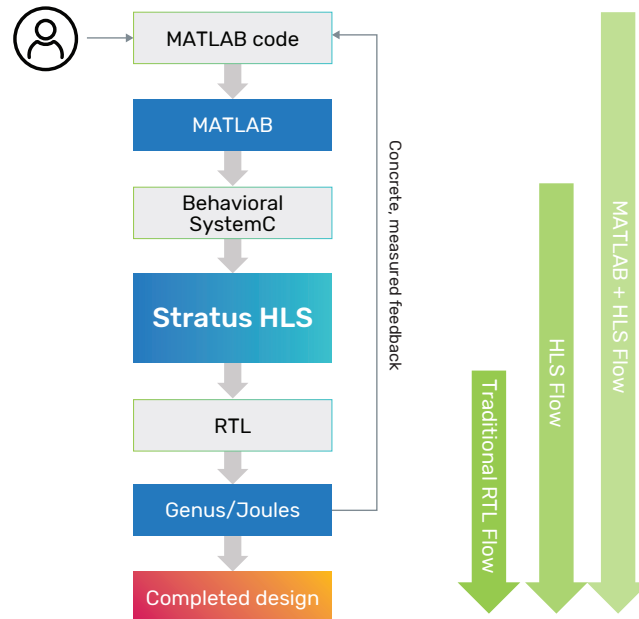 MATLAB code
MATLAB
Behavioral
SystemC
Stratus HLS
RTL
Genus/Joules
Completed design
Concrete, measured feedback
Traditional RTL Flow
HLS Flow
MATLAB + HLS Flow